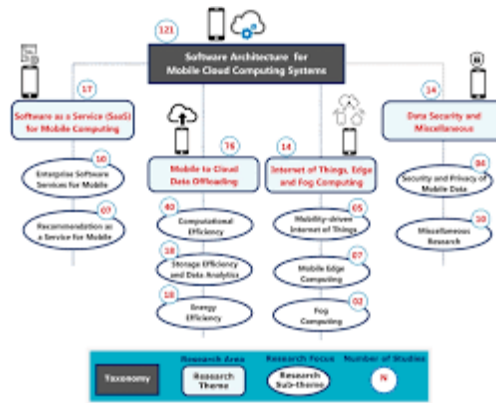 121
Software Architecture for
Mobile Cloud Computing Systems
17
Software as a Service (SaaS)
for Mobile Computing
10
Enterprise Software
Services for Mobile
07
Recommendation as
a Service for Mobile
76
Mobile to Cloud
Data Offloading
40
Computational
Efficiency
18
Storage Efficiency
and Data Analytics
18
Energy
Efficiency
14
Internet of Things, Edge
and Fog Computing
05
Mobility-driven
Internet of Things
07
Mobile Edge
Computing
02
Fog
Computing
14
Data Security and
Miscellaneous
04
Security and Privacy of
Mobile Data
10
Miscellaneous
Research
Taxonomy
Research Area
Research
Theme
Research Focus
Research
Sub-theme
Number of Studies
N